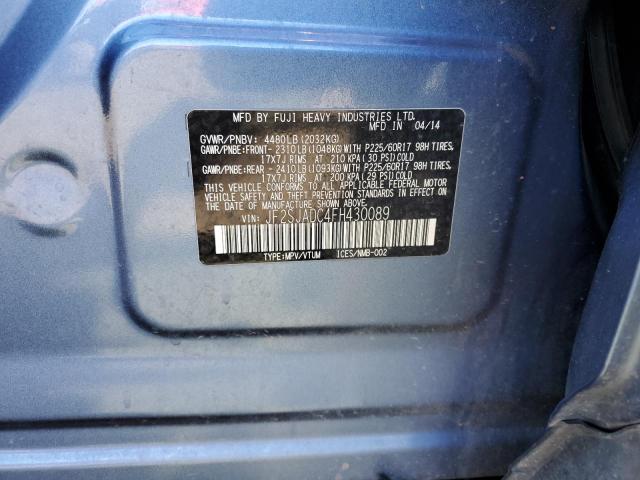 MFD BY FUJI HEAVY INDUSTRIES LTD.
MFD IN 04/14
GVWR/PNBV: 4480LB (2032KG)
GAWR/PNBE:FRONT- 2310LB(1048KG)WITH P225/60R17 98H TIRES,
17X7J RIMS AT 210 KPA(30 PSI)COLD
GAWR/PNBE:REAR - 2410LB(1093KG)WITH P225/60R17 98H TIRES,
17X7J RIMS AT 200 KPA(29 PSI)COLD
THIS VEHICLE CONFORMS TO ALL APPLICABLE FEDERAL MOTOR
VEHICLE SAFETY AND THEFT PREVENTION STANDARDS IN EFFECT ON
THE DATE OF MANUFACTURE SHOWN ABOVE.
VIN: JF2SJADC4FH430089
TYPE:MPV/VTUM ICES/NMB-002